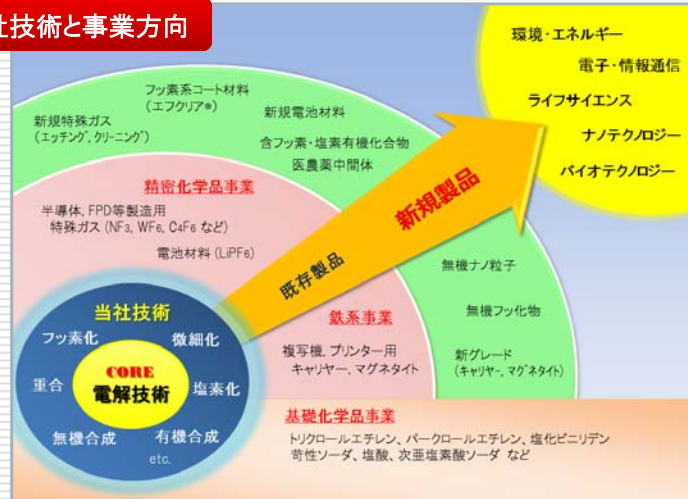 社技術と事業方向
環境・エネルギー
電子・情報通信
ライフサイエンス
ナノテクノロジー
バイオテクノロジー
フッ素系コート材料
(エフクリア®)
新規特殊ガス
(エッチング, クリーニング)
新規電池材料
含フッ素・塩素有機化合物
医農薬中間体
精密化学品事業
半導体, FPD等製造用
特殊ガス (NF₃, WF₆, C₄F₆ など)
電池材料 (LiPF₆)
新規製品
既存製品
無機ナノ粒子
無機フッ化物
新グレード
(キャリヤー, マグネタイト)
鉄系事業
複写機, プリンター用
キャリヤー, マグネタイト
当社技術
フッ素化
微細化
CORE
電解技術
重合
塩素化
無機合成
有機合成
etc.
基礎化学品事業
トリクロールエチレン、パークロールエチレン、塩化ビニリデン
苛性ソーダ、塩酸、次亜塩素酸ソーダ など